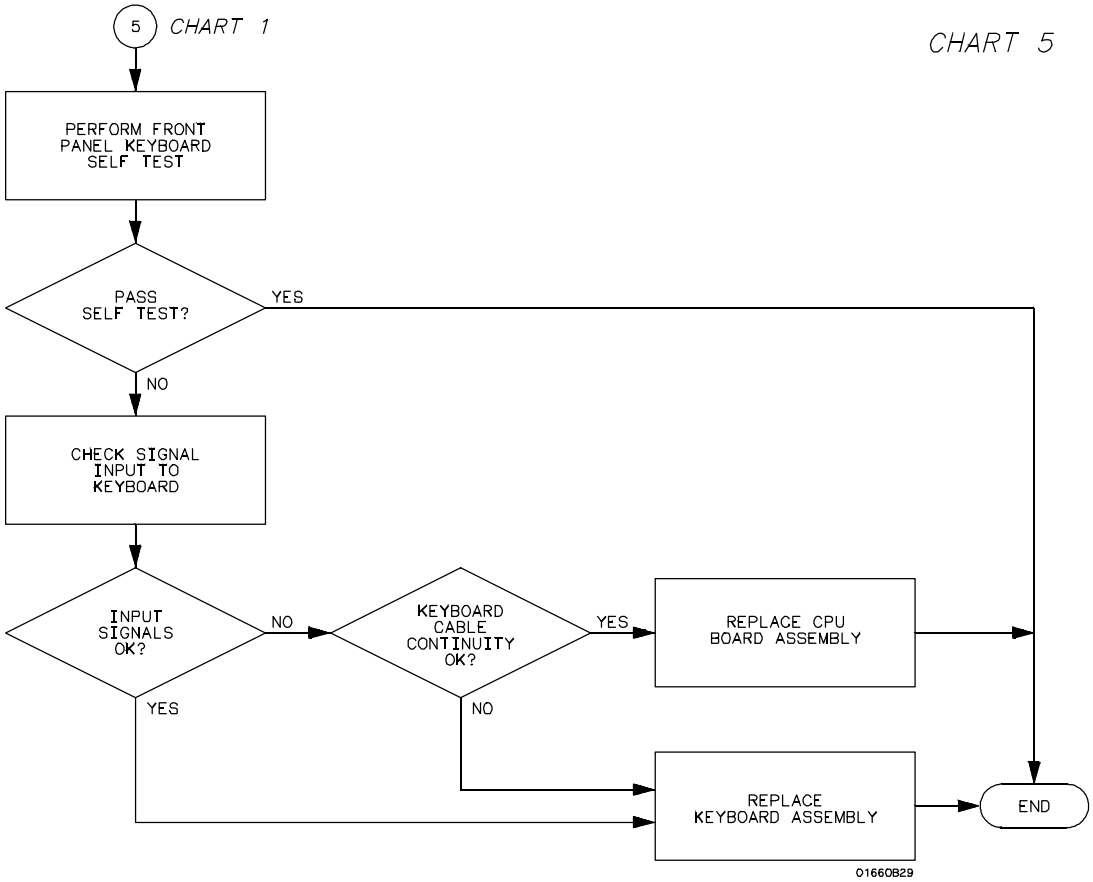 5 CHART 1
CHART 5
PERFORM FRONT
PANEL KEYBOARD
SELF TEST
PASS
SELF TEST?
YES
NO
CHECK SIGNAL
INPUT TO
KEYBOARD
INPUT
SIGNALS
OK?
NO
YES
KEYBOARD
CABLE
CONTINUITY
OK?
YES
NO
REPLACE CPU
BOARD ASSEMBLY
REPLACE
KEYBOARD ASSEMBLY
END
01660B29